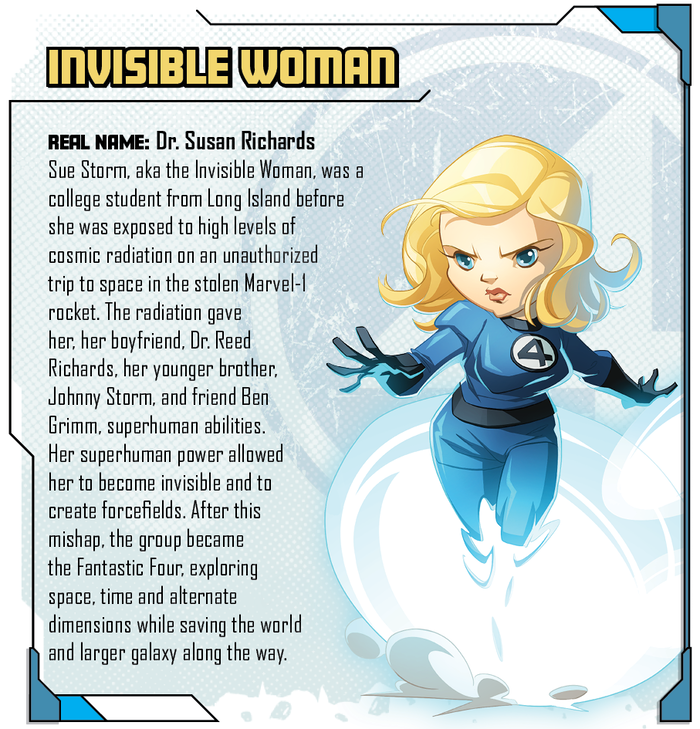 INVISIBLE WOMAN
REAL NAME: Dr. Susan Richards
Sue Storm, aka the Invisible Woman, was a
college student from Long Island before
she was exposed to high levels of
cosmic radiation on an unauthorized
trip to space in the stolen Marvel-1
rocket. The radiation gave
her, her boyfriend, Dr. Reed
Richards, her younger brother,
Johnny Storm, and friend Ben
Grimm, superhuman abilities.
Her superhuman power allowed
her to become invisible and to
create forcefields. After this
mishap, the group became
the Fantastic Four, exploring
space, time and alternate
dimensions while saving the world
and larger galaxy along the way.
4